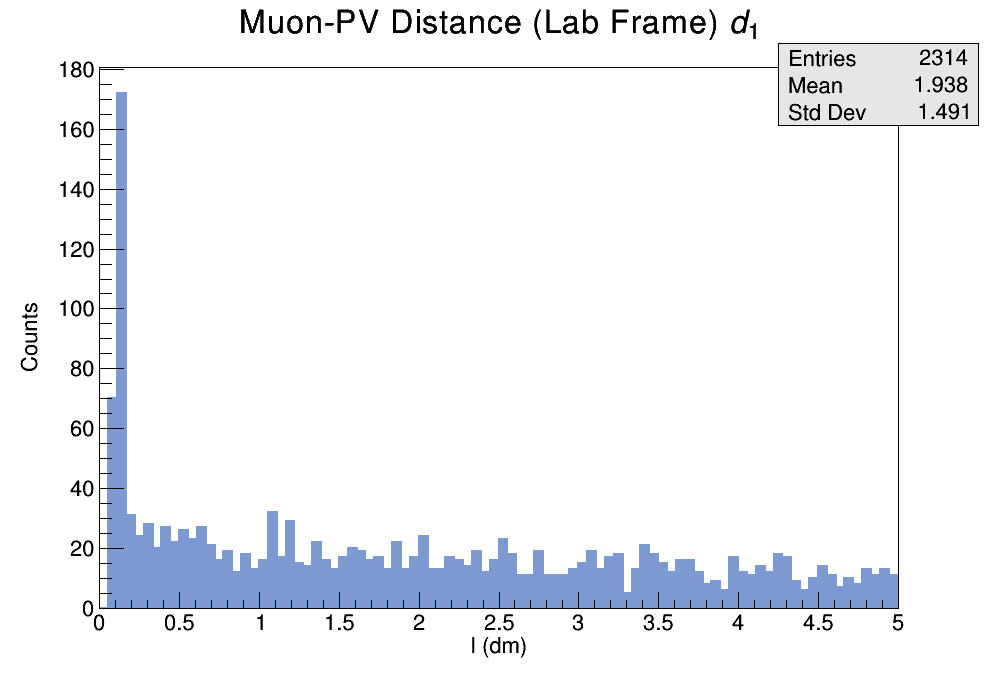 Muon-PV Distance (Lab Frame) d₁
Entries 2314
Mean 1.938
Std Dev 1.491
180
160
140
120
100
80
60
40
20
0
Counts
0 0.5 1 1.5 2 2.5 3 3.5 4 4.5 5
l (dm)